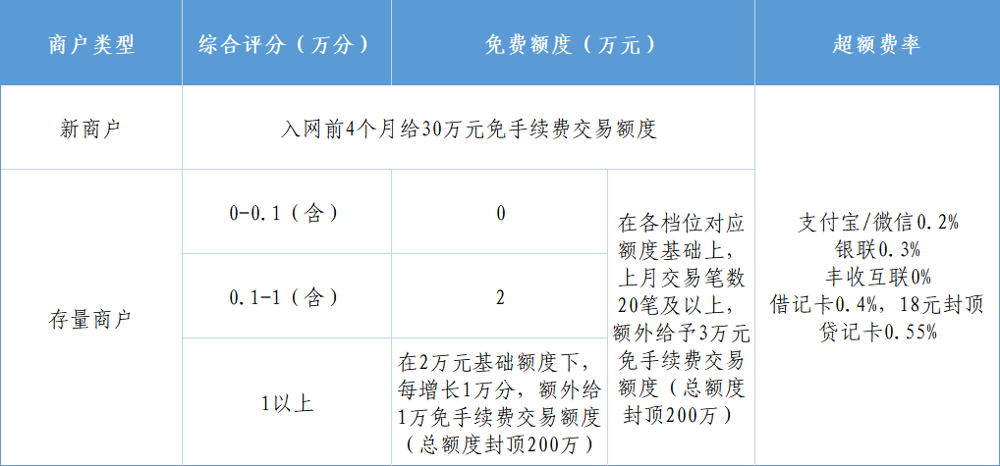 商户类型
综合评分（万分）
免费额度（万元）
超额费率
新商户
入网前4个月给30万元免手续费交易额度
存量商户
0-0.1（含）
0
0.1-1（含）
2
1以上
在2万元基础额度下，
每增长1万分，额外给
1万免手续费交易额度
（总额度封顶200万）
在各档位对应
额度基础上，
上月交易笔数
20笔及以上，
额外给予3万元
免手续费交易
额度（总额度
封顶200万）
支付宝/微信0.2%
银联0.3%
丰收互联0%
借记卡0.4%，18元封顶
贷记卡0.55%